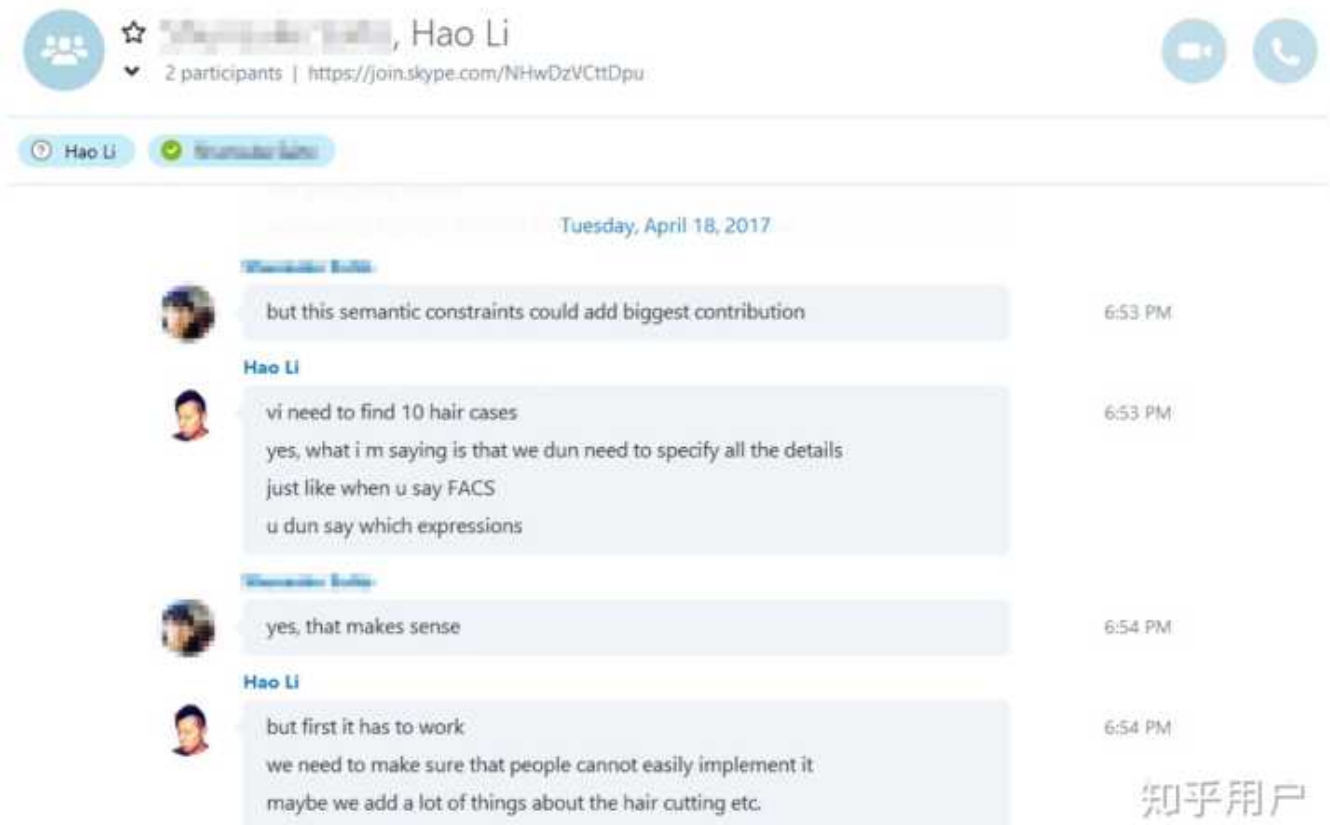 , Hao Li
2 participants | https://join.skype.com/NHwDzVCttDpu
Hao Li
Tuesday, April 18, 2017
but this semantic constraints could add biggest contribution 6:53 PM
Hao Li
vi need to find 10 hair cases 6:53 PM
yes, what i m saying is that we dun need to specify all the details
just like when u say FACS
u dun say which expressions
yes, that makes sense 6:54 PM
Hao Li
but first it has to work 6:54 PM
we need to make sure that people cannot easily implement it
maybe we add a lot of things about the hair cutting etc.
知乎用户